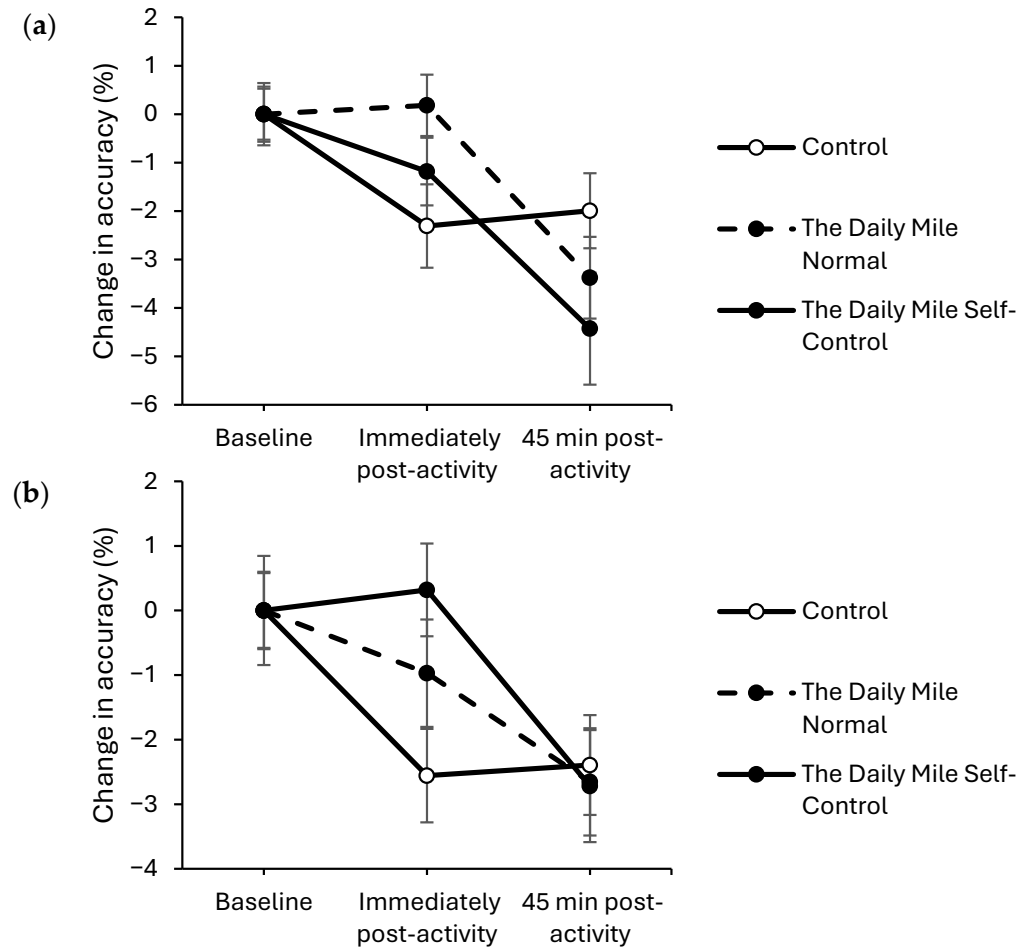 (a)
Change in accuracy (%)
2
1
0
−1
−2
−3
−4
−5
−6
Baseline
Immediately
post-activity
45 min post-
activity
Control
The Daily Mile
Normal
The Daily Mile Self-
Control
(b)
Change in accuracy (%)
2
1
0
−1
−2
−3
−4
Baseline
Immediately
post-activity
45 min post-
activity
Control
The Daily Mile
Normal
The Daily Mile Self-
Control